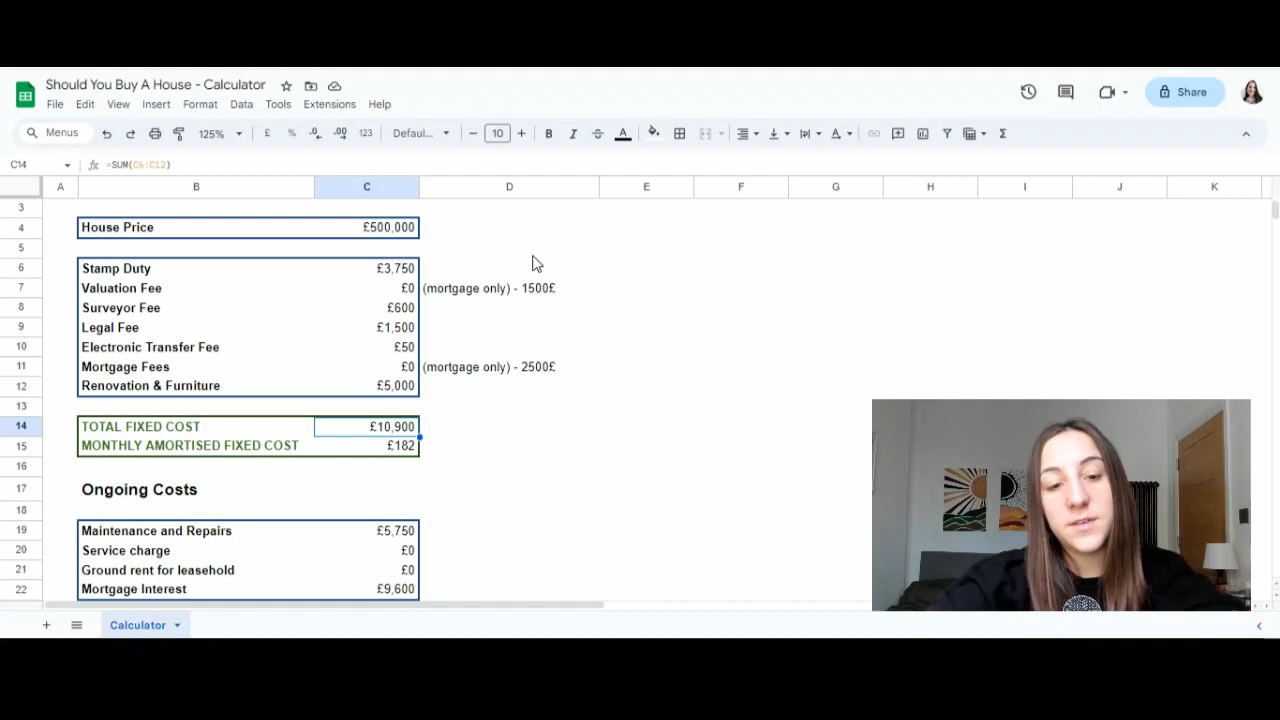 Should You Buy A House - Calculator
File Edit View Insert Format Data Tools Extensions Help
Share
Menus 125% £ % .0 .00 123 Defaul... 10 B I S A
C14 fx =SUM(C6:C12)
A B C D E F G H I J K
3
4 House Price £500,000
5
6 Stamp Duty £3,750
7 Valuation Fee £0 (mortgage only) - 1500£
8 Surveyor Fee £600
9 Legal Fee £1,500
10 Electronic Transfer Fee £50
11 Mortgage Fees £0 (mortgage only) - 2500£
12 Renovation & Furniture £5,000
13
14 TOTAL FIXED COST £10,900
15 MONTHLY AMORTISED FIXED COST £182
16
17 Ongoing Costs
18
19 Maintenance and Repairs £5,750
20 Service charge £0
21 Ground rent for leasehold £0
22 Mortgage Interest £9,600
Calculator